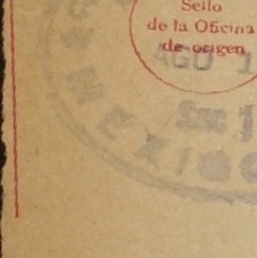 Sello
de la Oficina
de origen
AGO 1
MEXICO